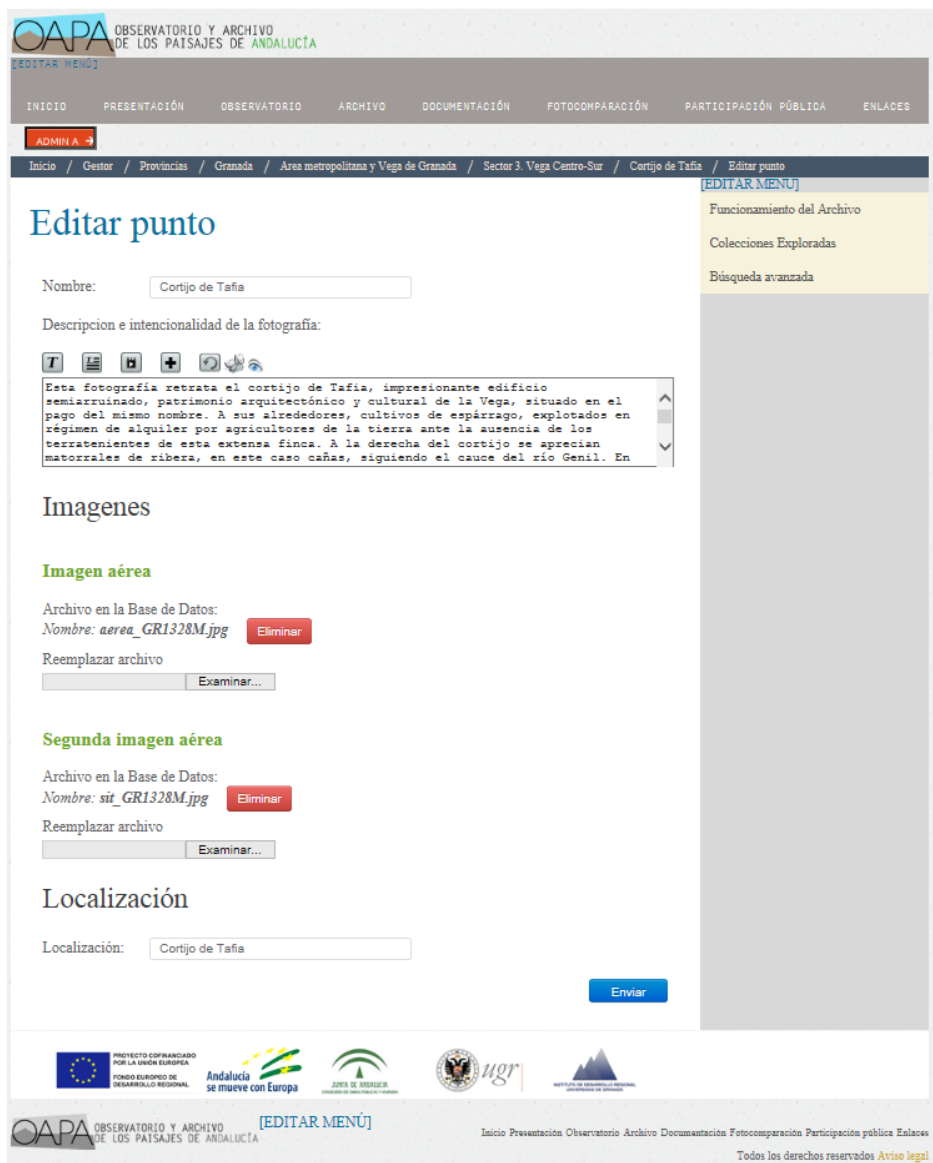 OAPA OBSERVATORIO Y ARCHIVO
DE LOS PAISAJES DE ANDALUCÍA
[EDITAR MENÚ]
INICIO PRESENTACIÓN OBSERVATORIO ARCHIVO DOCUMENTACIÓN FOTOCOMPARACIÓN PARTICIPACIÓN PÚBLICA ENLACES
ADMIN A
Inicio / Gestor / Provincias / Granada / Area metropolitana y Vega de Granada / Sector 3. Vega Centro-Sur / Cortijo de Tafia / Editar punto
[EDITAR MENÚ]
Funcionamiento del Archivo
Colecciones Exploradas
Búsqueda avanzada
Editar punto
Nombre: Cortijo de Tafia
Descripcion e intencionalidad de la fotografía:
Esta fotografía retrata el cortijo de Tafia, impresionante edificio
semiarruinado, patrimonio arquitectónico y cultural de la Vega, situado en el
pago del mismo nombre. A sus alrededores, cultivos de espárrago, explotados en
régimen de alquiler por agricultores de la tierra ante la ausencia de los
terratenientes de esta extensa finca. A la derecha del cortijo se aprecian
matorrales de ribera, en este caso cañas, siguiendo el cauce del río Genil. En
Imagenes
Imagen aérea
Archivo en la Base de Datos:
Nombre: aerea_GR1328M.jpg Eliminar
Reemplazar archivo
Examinar...
Segunda imagen aérea
Archivo en la Base de Datos:
Nombre: sit_GR1328M.jpg Eliminar
Reemplazar archivo
Examinar...
Localización
Localización: Cortijo de Tafia
Enviar
PROYECTO COFINANCIADO
POR LA UNIÓN EUROPEA
FONDO EUROPEO DE
DESARROLLO REGIONAL
Andalucía
se mueve con Europa
JUNTA DE ANDALUCIA
ugr
INSTITUTO DE DESARROLLO REGIONAL
UNIVERSIDAD DE GRANADA
OAPA OBSERVATORIO Y ARCHIVO
DE LOS PAISAJES DE ANDALUCÍA
[EDITAR MENÚ]
Inicio Presentación Observatorio Archivo Documentación Fotocomparación Participación pública Enlaces
Todos los derechos reservados Aviso legal